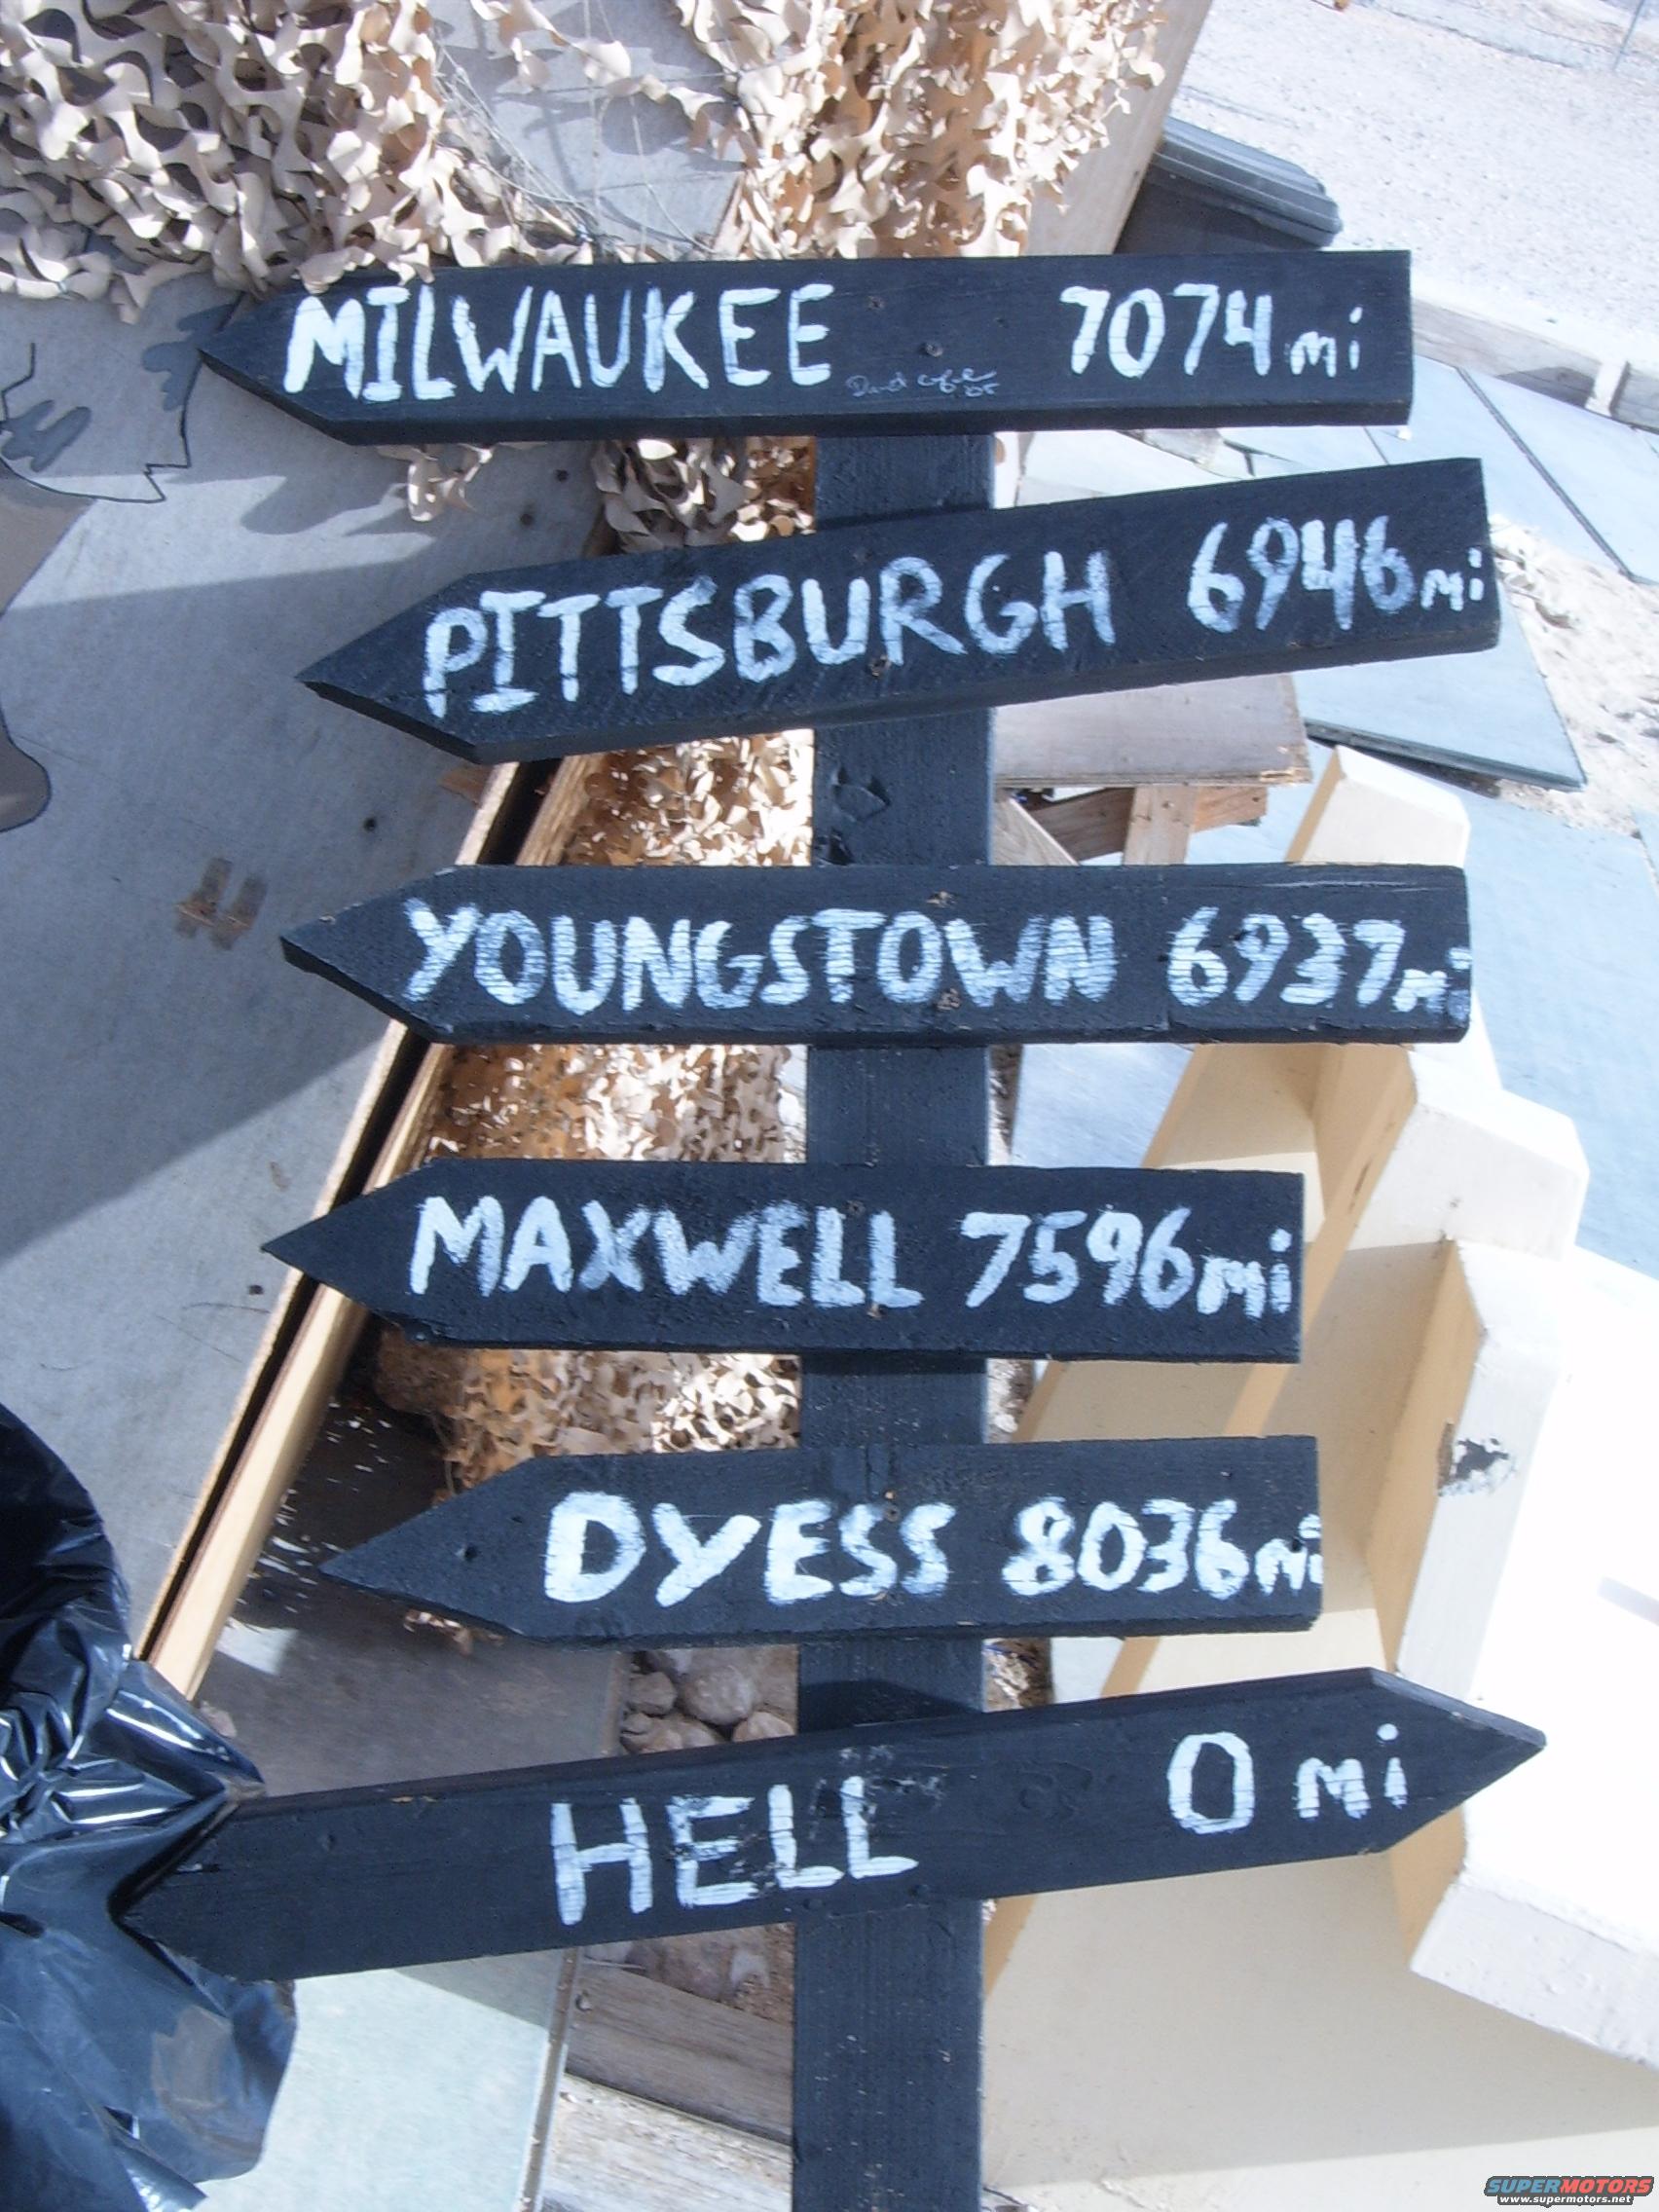 MILWAUKEE 7074 mi
PITTSBURGH 6946 mi
YOUNGSTOWN 6937 mi
MAXWELL 7596 mi
DYESS 8036 mi
HELL 0 mi
SUPERMOTORS
www.supermotors.net